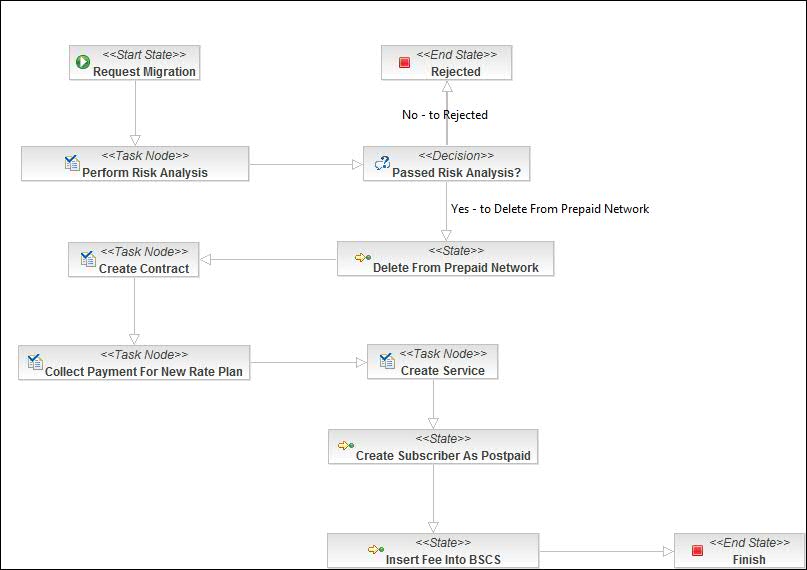 <<Start State>>
Request Migration
<<End State>>
Rejected
No - to Rejected
<<Task Node>>
Perform Risk Analysis
<<Decision>>
Passed Risk Analysis?
Yes - to Delete From Prepaid Network
<<Task Node>>
Create Contract
<<State>>
Delete From Prepaid Network
<<Task Node>>
Collect Payment For New Rate Plan
<<Task Node>>
Create Service
<<State>>
Create Subscriber As Postpaid
<<State>>
Insert Fee Into BSCS
<<End State>>
Finish